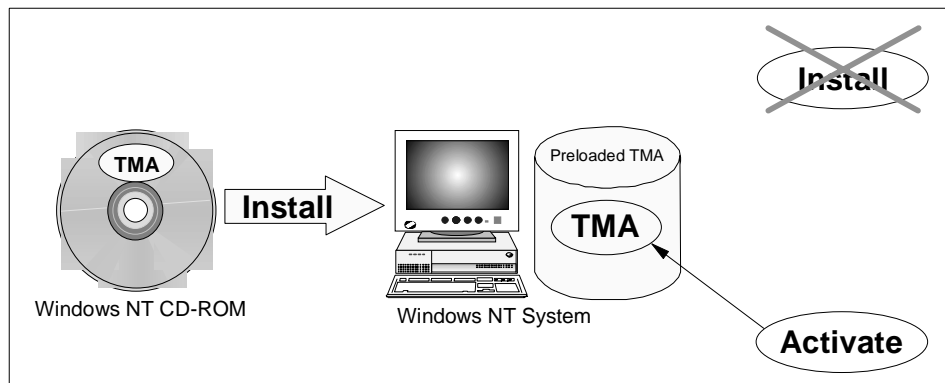 Install
Preloaded TMA
TMA
Install
TMA
Windows NT CD-ROM
Windows NT System
Activate